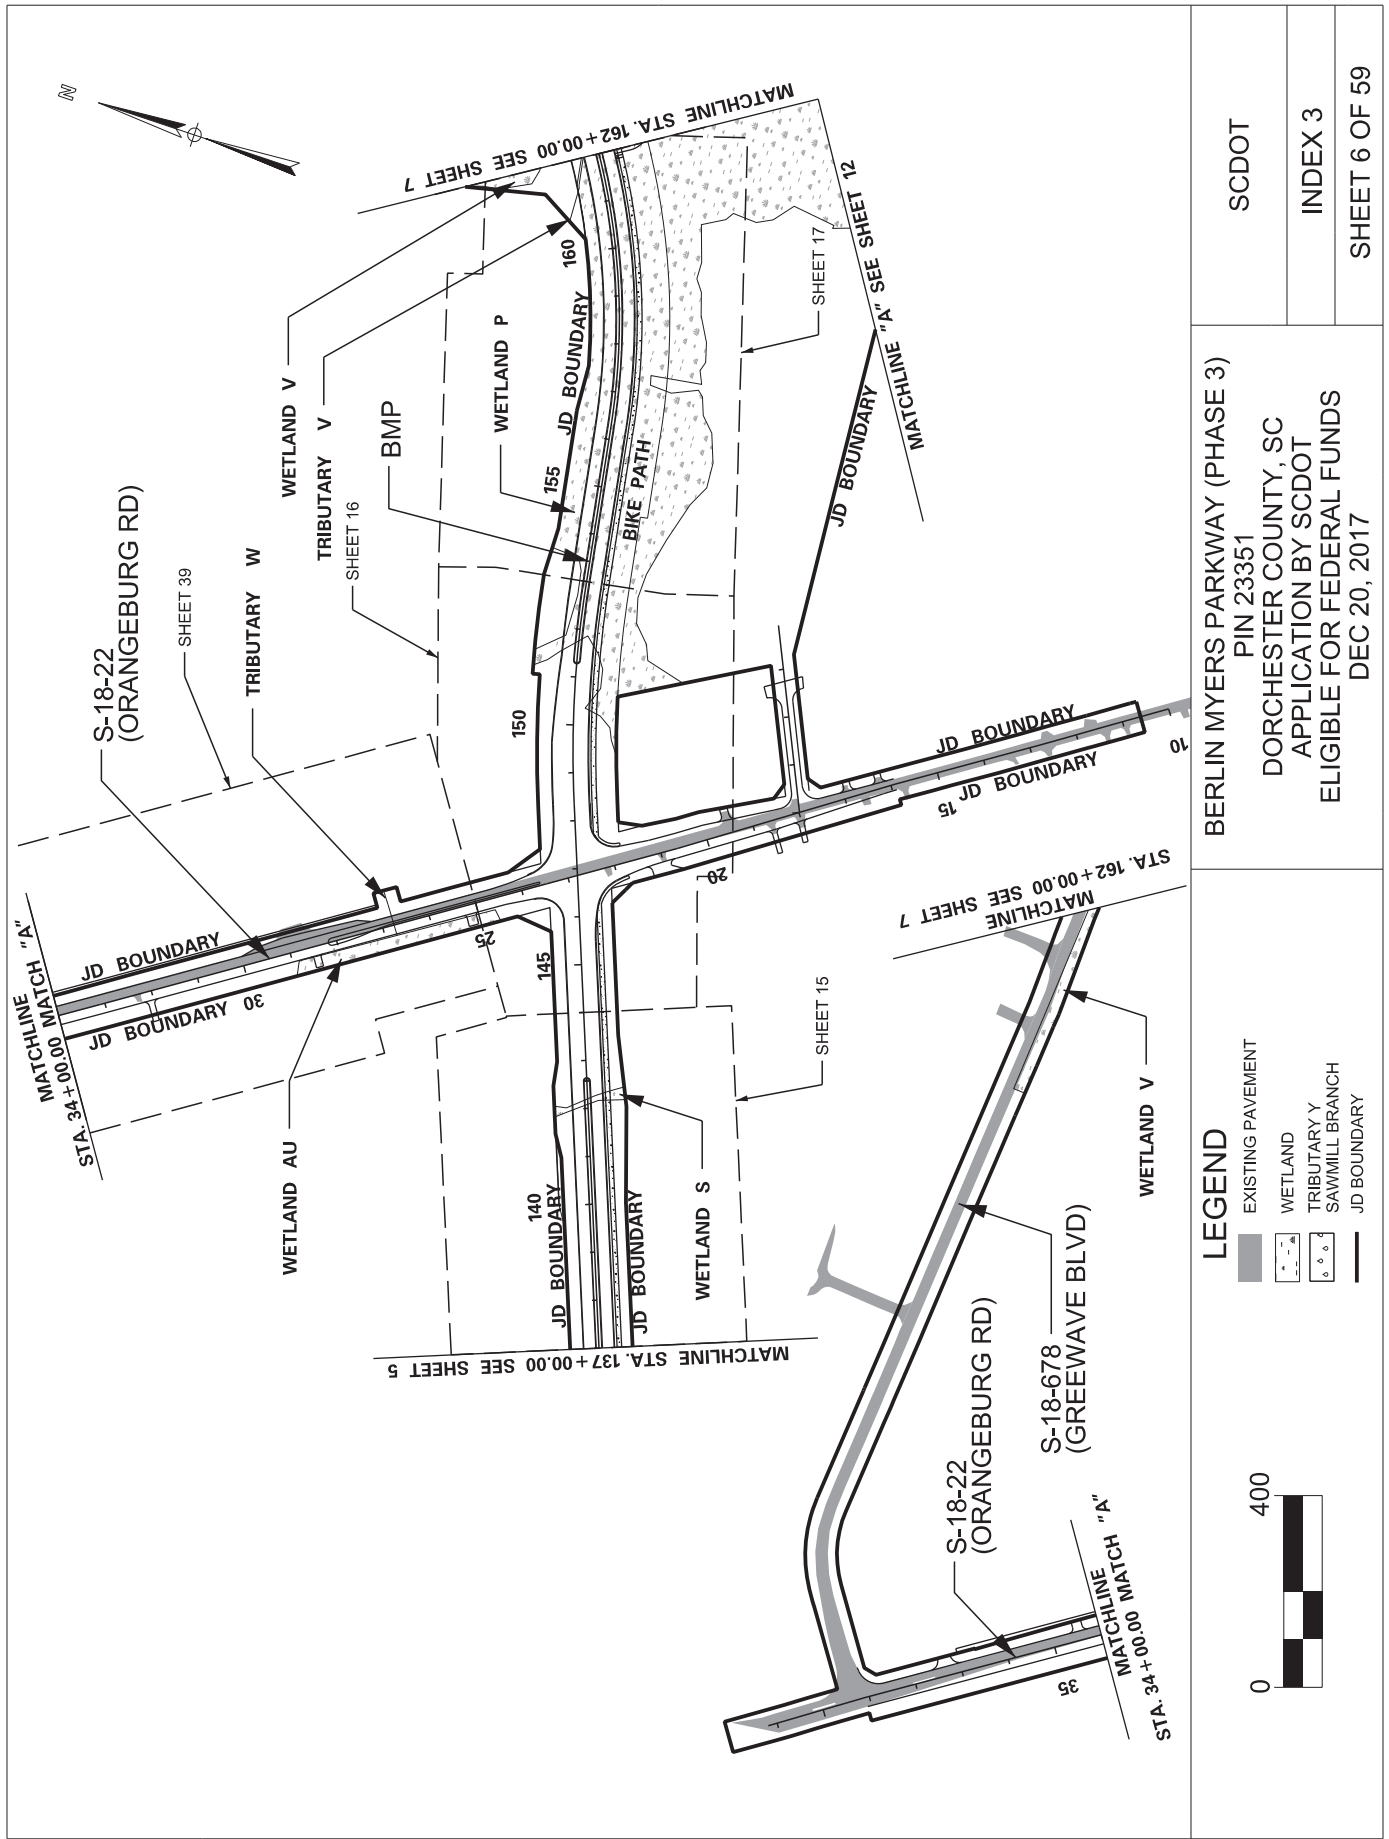 N
MATCHLINE
STA. 34+00.00 MATCH "A"
JD BOUNDARY
JD BOUNDARY
30
25
S-18-22
(ORANGEBURG RD)
SHEET 39
TRIBUTARY W
WETLAND AU
WETLAND V
TRIBUTARY V
SHEET 16
BMP
WETLAND P
MATCHLINE STA. 162+00.00 SEE SHEET 7
140
145
150
155
160
JD BOUNDARY
JD BOUNDARY
JD BOUNDARY
BIKE PATH
WETLAND S
MATCHLINE STA. 137+00.00 SEE SHEET 5
SHEET 15
SHEET 17
MATCHLINE "A" SEE SHEET 12
JD BOUNDARY
20
15
10
JD BOUNDARY
JD BOUNDARY
MATCHLINE
STA. 162+00.00 SEE SHEET 7
WETLAND V
S-18-678
(GREEWAVE BLVD)
S-18-22
(ORANGEBURG RD)
35
MATCHLINE
STA. 34+00.00 MATCH "A"
0
400
LEGEND
EXISTING PAVEMENT
WETLAND
TRIBUTARY Y
SAWMILL BRANCH
JD BOUNDARY
BERLIN MYERS PARKWAY (PHASE 3)
PIN 23351
DORCHESTER COUNTY, SC
APPLICATION BY SCDOT
ELIGIBLE FOR FEDERAL FUNDS
DEC 20, 2017
SCDOT
INDEX 3
SHEET 6 OF 59